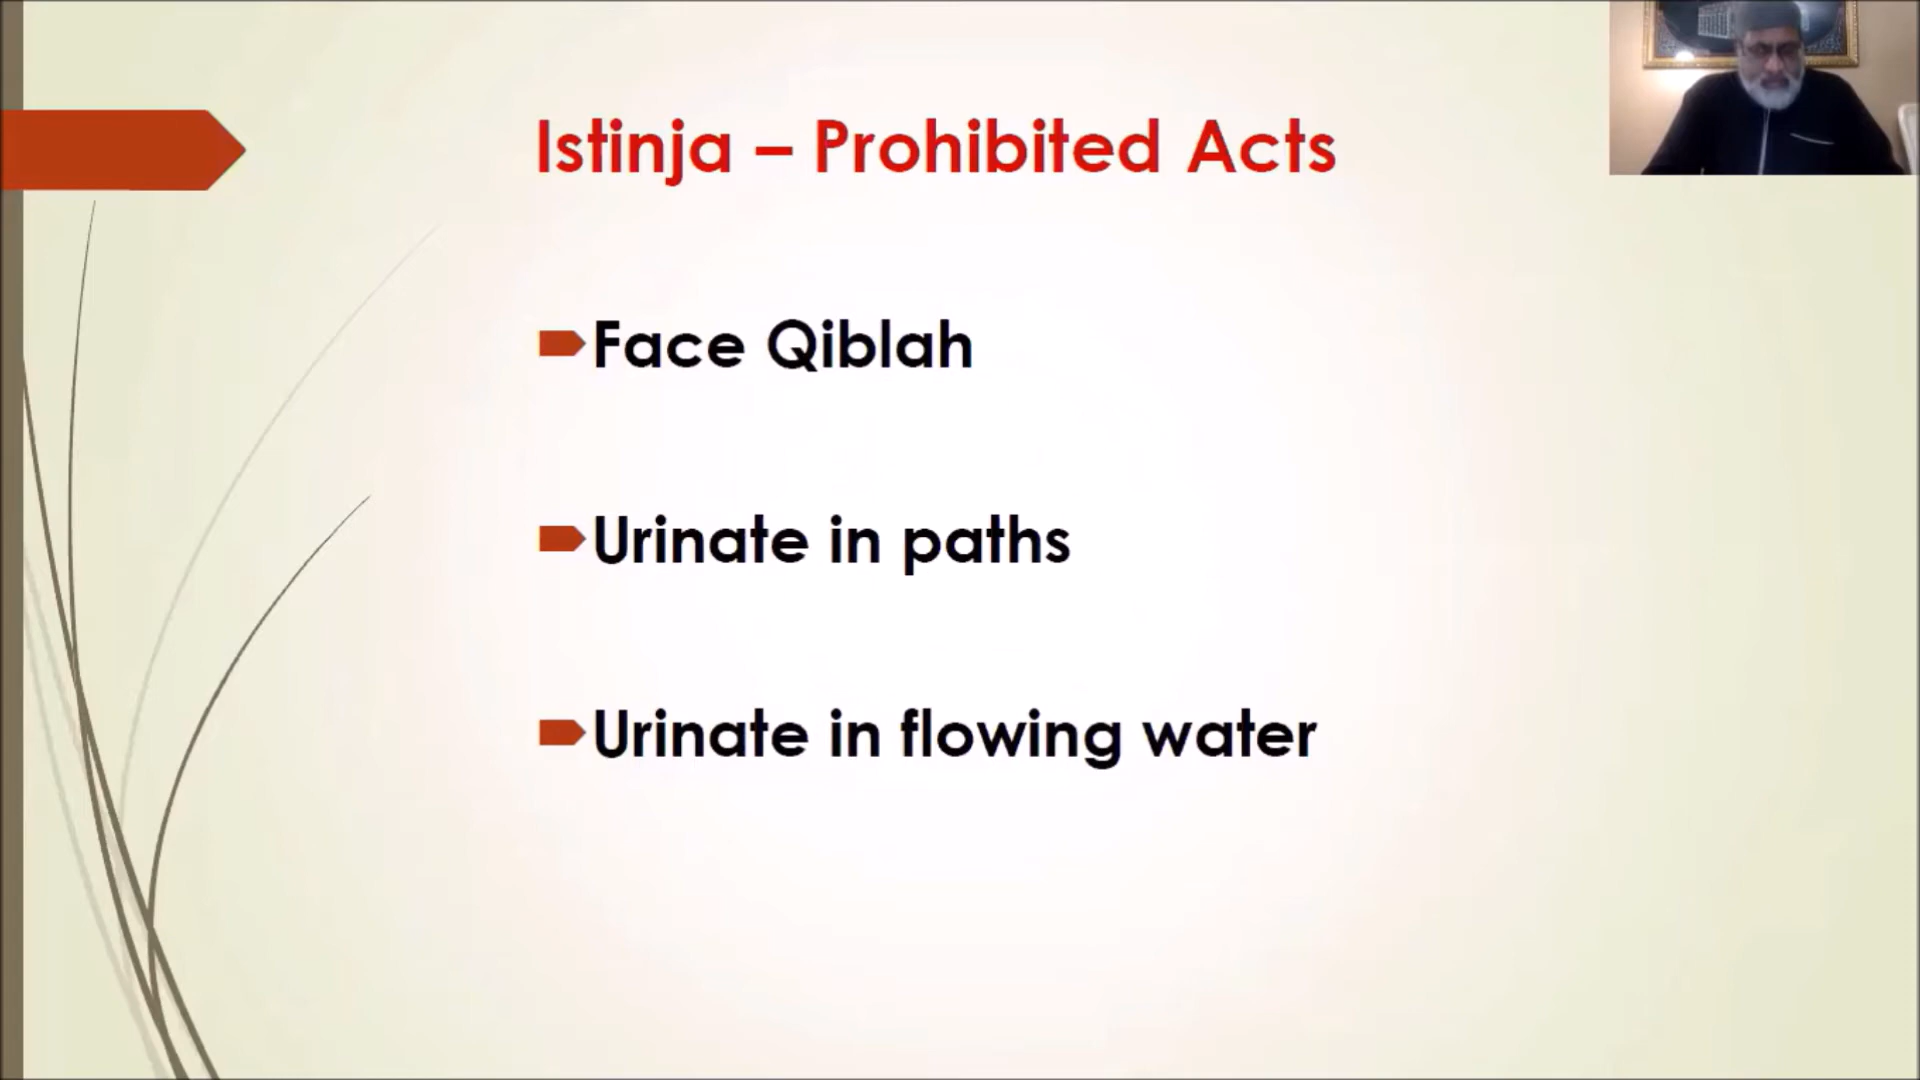 Istinja – Prohibited Acts
Face Qiblah
Urinate in paths
Urinate in flowing water